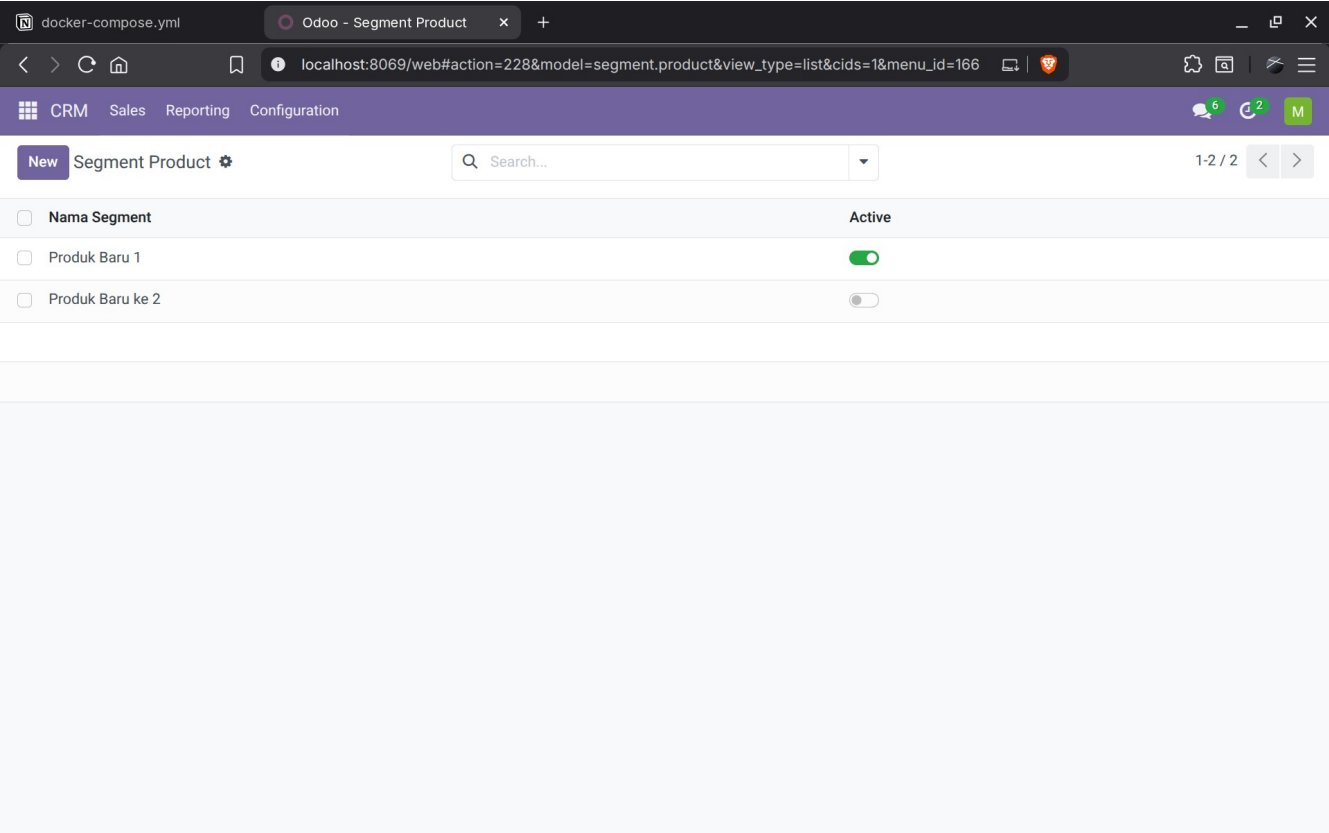 docker-compose.yml
Odoo - Segment Product
localhost:8069/web#action=228&model=segment.product&view_type=list&cids=1&menu_id=166
CRM Sales Reporting Configuration 6 2 M
New Segment Product Search... 1-2 / 2
Nama Segment Active
Produk Baru 1
Produk Baru ke 2